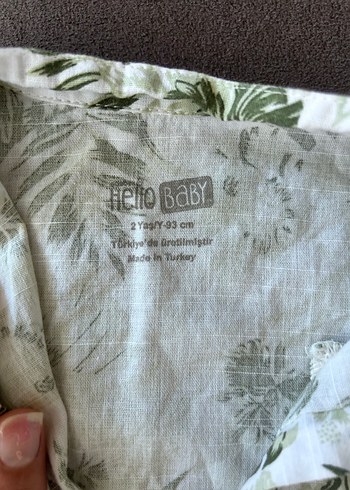 Hello BABY
2 Yaş/Y-93 cm
Türkiye'de üretilmiştir
Made in Turkey